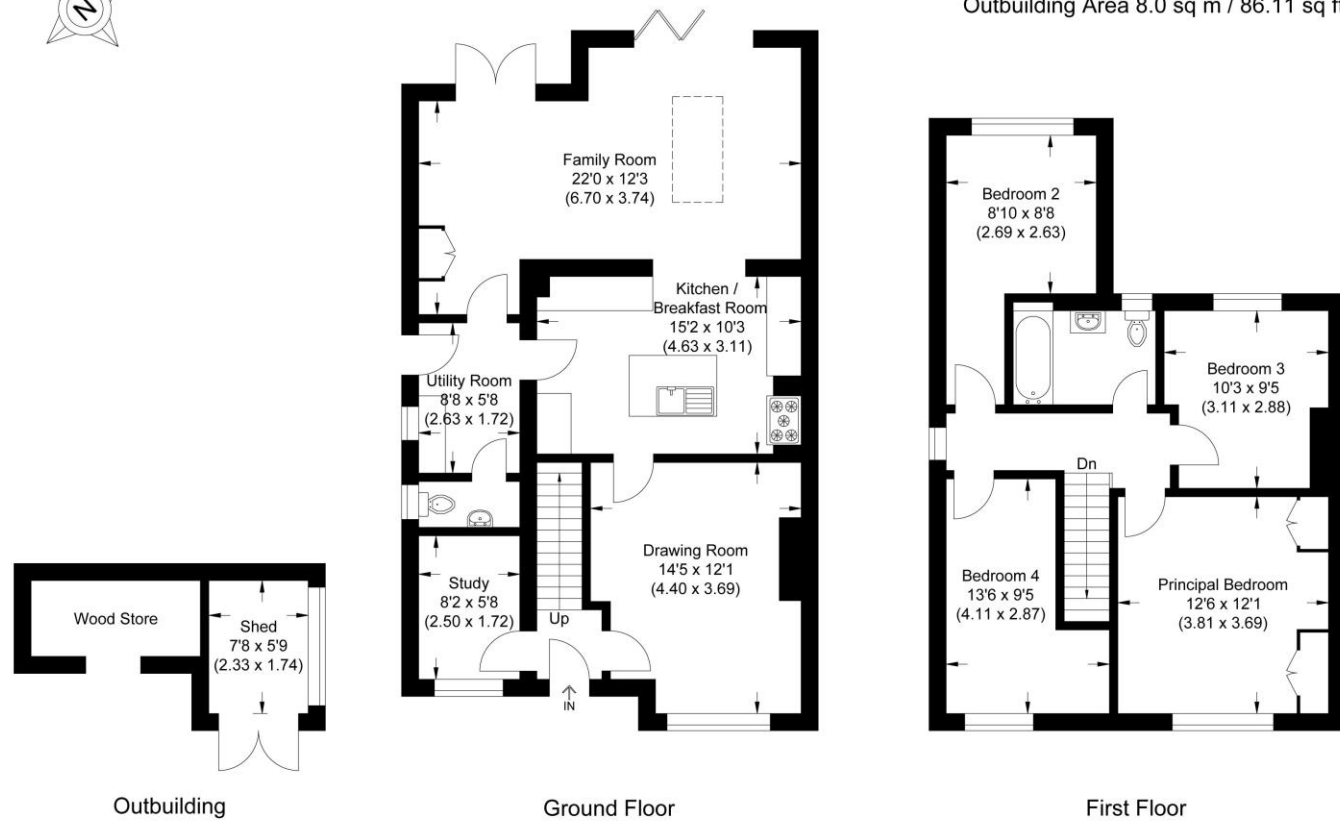 N
Outbuilding Area 8.0 sq m / 86.11 sq ft
Family Room
22'0 x 12'3
(6.70 x 3.74)
Kitchen /
Breakfast Room
15'2 x 10'3
(4.63 x 3.11)
Utility Room
8'8 x 5'8
(2.63 x 1.72)
Drawing Room
14'5 x 12'1
(4.40 x 3.69)
Study
8'2 x 5'8
(2.50 x 1.72)
Up
IN
Wood Store
Shed
7'8 x 5'9
(2.33 x 1.74)
Bedroom 2
8'10 x 8'8
(2.69 x 2.63)
Bedroom 3
10'3 x 9'5
(3.11 x 2.88)
Dn
Bedroom 4
13'6 x 9'5
(4.11 x 2.87)
Principal Bedroom
12'6 x 12'1
(3.81 x 3.69)
Outbuilding
Ground Floor
First Floor